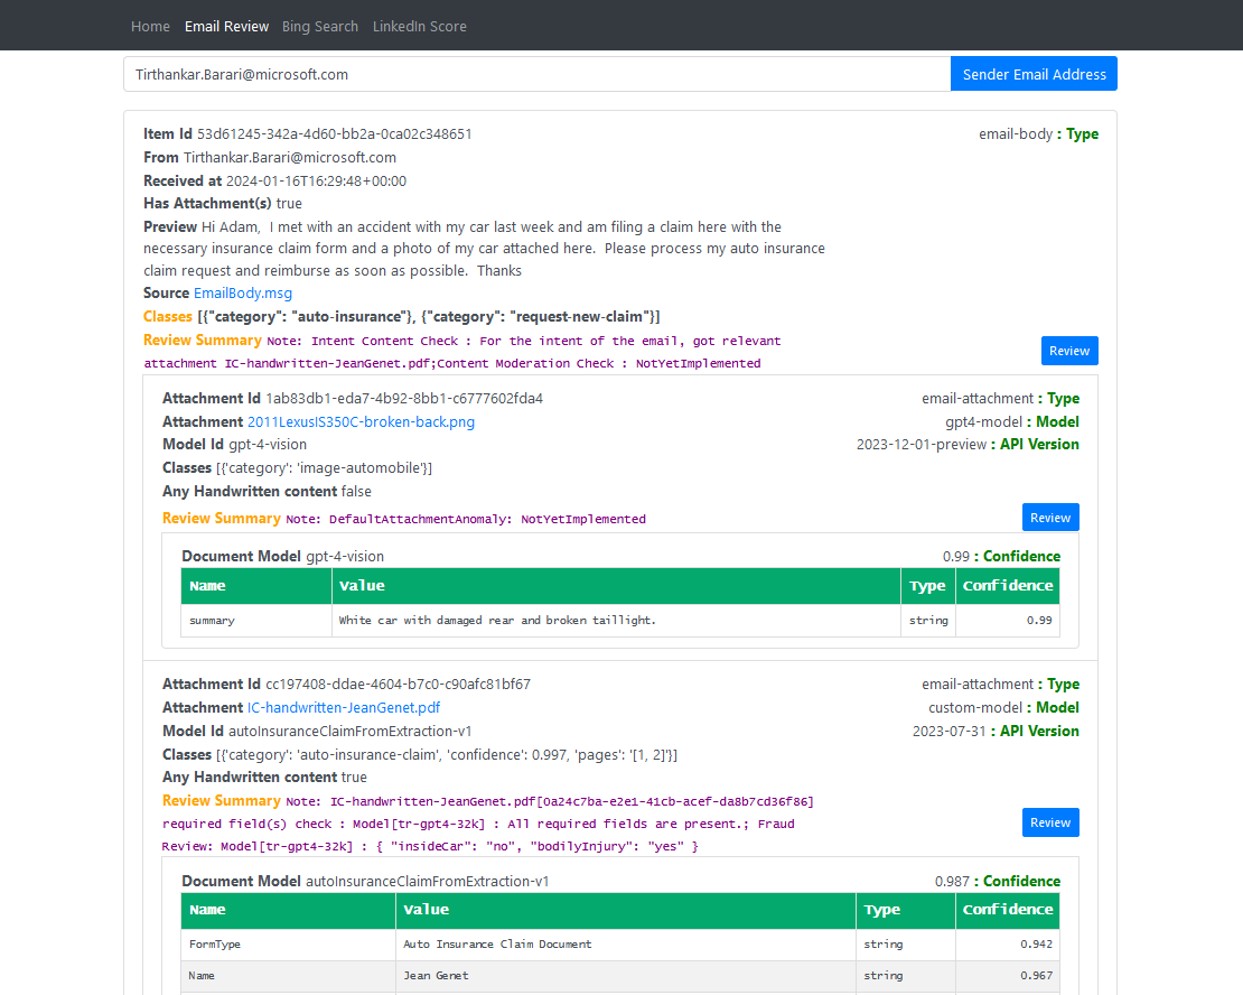 Home Email Review Bing Search LinkedIn Score
Tirthankar.Barari@microsoft.com Sender Email Address
Item Id 53d61245-342a-4d60-bb2a-0ca02c348651 email-body : Type
From Tirthankar.Barari@microsoft.com
Received at 2024-01-16T16:29:48+00:00
Has Attachment(s) true
Preview Hi Adam, I met with an accident with my car last week and am filing a claim here with the
necessary insurance claim form and a photo of my car attached here. Please process my auto insurance
claim request and reimburse as soon as possible. Thanks
Source EmailBody.msg
Classes [{"category": "auto-insurance"}, {"category": "request-new-claim"}]
Review Summary Note: Intent Content Check : For the intent of the email, got relevant
attachment IC-handwritten-JeanGenet.pdf;Content Moderation Check : NotYetImplemented
Review
Attachment Id 1ab83db1-eda7-4b92-8bb1-c6777602fda4 email-attachment : Type
Attachment 2011LexusIS350C-broken-back.png gpt4-model : Model
Model Id gpt-4-vision 2023-12-01-preview : API Version
Classes [{'category': 'image-automobile'}]
Any Handwritten content false
Review Summary Note: DefaultAttachmentAnomaly: NotYetImplemented Review
Document Model gpt-4-vision 0.99 : Confidence
Name Value Type Confidence
summary White car with damaged rear and broken taillight. string 0.99
Attachment Id cc197408-ddae-4604-b7c0-c90afc81bf67 email-attachment : Type
Attachment IC-handwritten-JeanGenet.pdf custom-model : Model
Model Id autoInsuranceClaimFromExtraction-v1 2023-07-31 : API Version
Classes [{'category': 'auto-insurance-claim', 'confidence': 0.997, 'pages': '[1, 2]'}]
Any Handwritten content true
Review Summary Note: IC-handwritten-JeanGenet.pdf[0a24c7ba-e2e1-41cb-acef-da8b7cd36f86]
required field(s) check : Model[tr-gpt4-32k] : All required fields are present.; Fraud
Review: Model[tr-gpt4-32k] : { "insideCar": "no", "bodilyInjury": "yes" }
Review
Document Model autoInsuranceClaimFromExtraction-v1 0.987 : Confidence
Name Value Type Confidence
FormType Auto Insurance Claim Document string 0.942
Name Jean Genet string 0.967